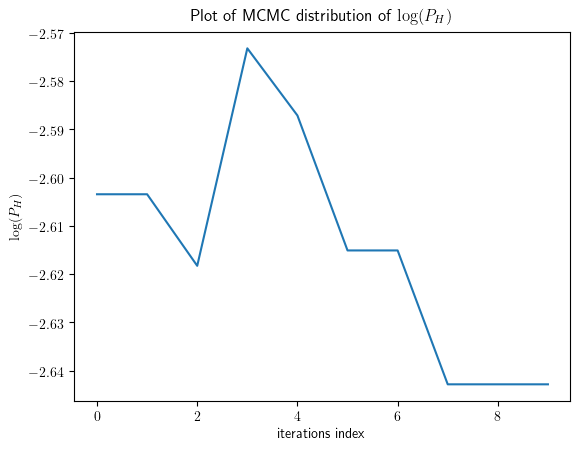 Plot of MCMC distribution of log(P_H)
log(P_H)
−2.57
−2.58
−2.59
−2.60
−2.61
−2.62
−2.63
−2.64
0 2 4 6 8
iterations index